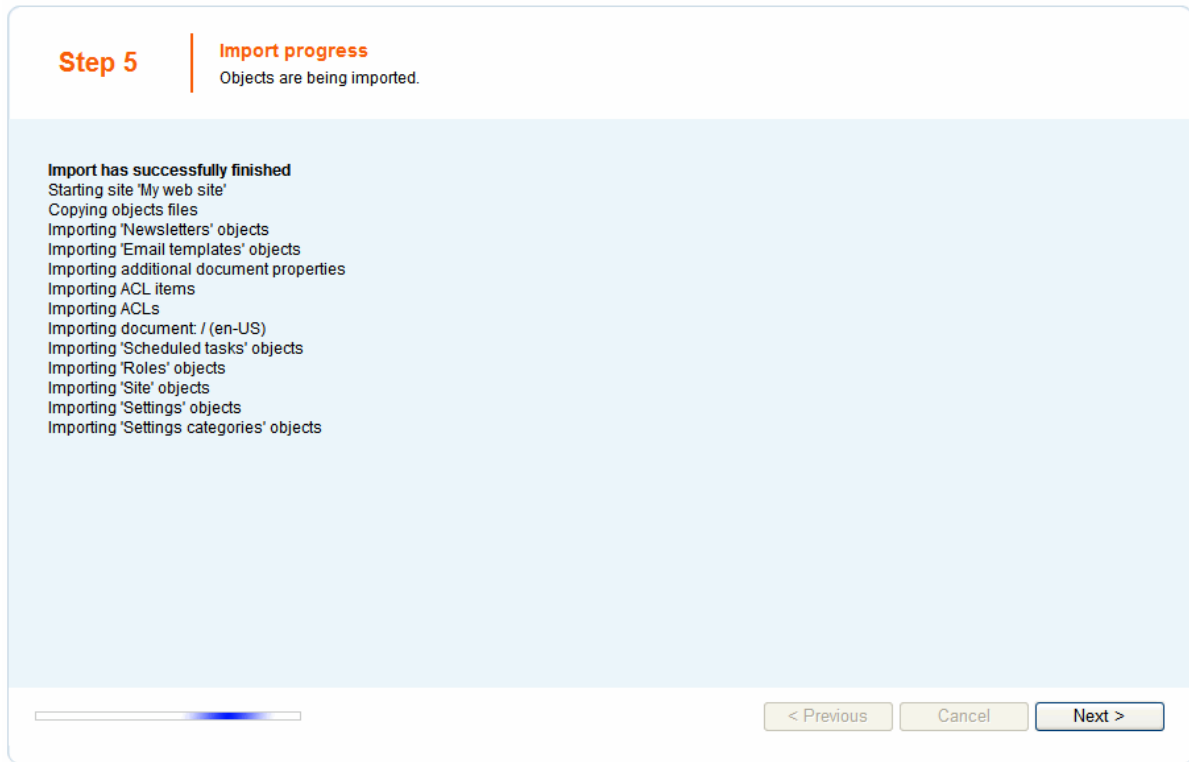 Step 5
Import progress
Objects are being imported.
Import has successfully finished
Starting site 'My web site'
Copying objects files
Importing 'Newsletters' objects
Importing 'Email templates' objects
Importing additional document properties
Importing ACL items
Importing ACLs
Importing document: / (en-US)
Importing 'Scheduled tasks' objects
Importing 'Roles' objects
Importing 'Site' objects
Importing 'Settings' objects
Importing 'Settings categories' objects
< Previous
Cancel
Next >